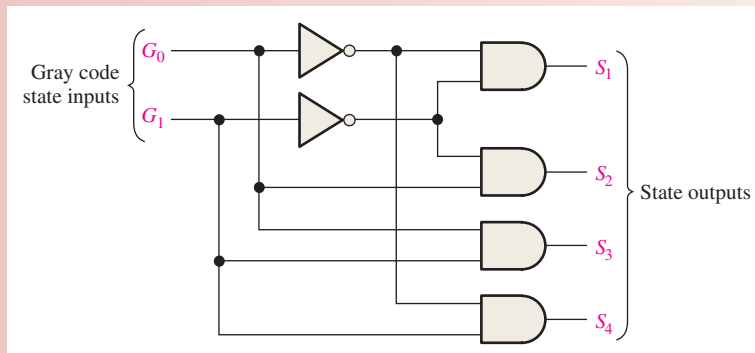 G₀
Gray code
state inputs
G₁
S₁
S₂
State outputs
S₃
S₄